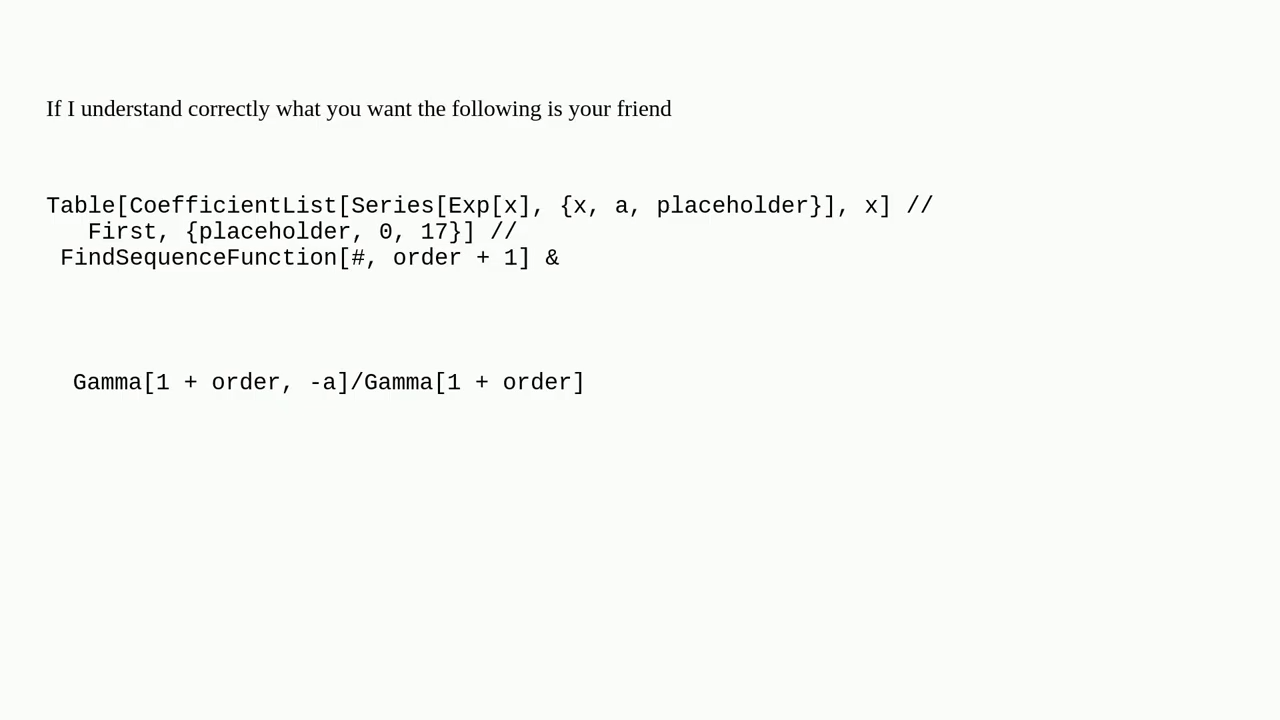 If I understand correctly what you want the following is your friend
Table[CoefficientList[Series[Exp[x], {x, a, placeholder}], x] //
First, {placeholder, 0, 17}] //
FindSequenceFunction[#, order + 1] &
Gamma[1 + order, -a]/Gamma[1 + order]